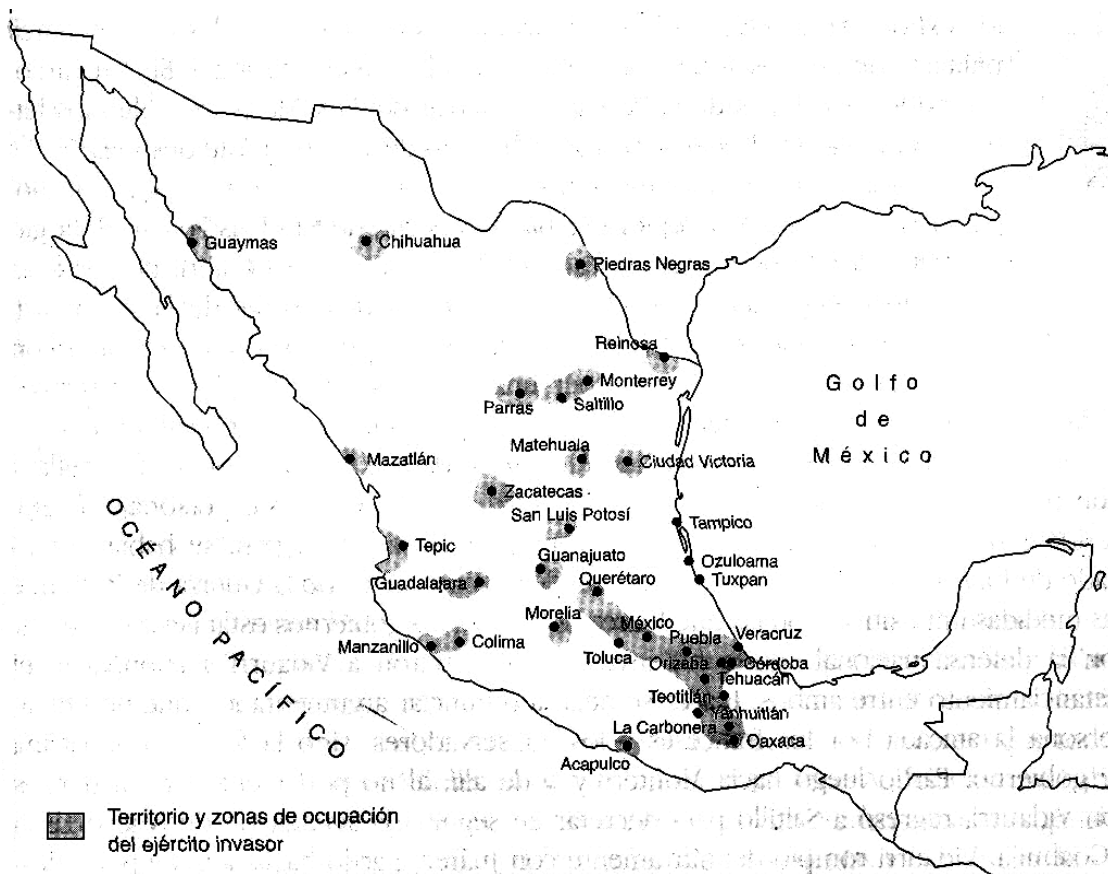 Guaymas
Chihuahua
Piedras Negras
Reinosa
Monterrey
Parras
Saltillo
Golfo
de
México
Matehuala
Mazatlán
Ciudad Victoria
Zacatecas
San Luis Potosí
Tampico
Tepic
Ozuloama
Guanajuato
Tuxpan
Guadalajara
Querétaro
OCÉANO PACÍFICO
Morelia
México
Veracruz
Manzanillo
Colima
Puebla
Toluca
Orizaba
Córdoba
Tehuacán
Teotitlán
Yanhuitlán
La Carbonera
Oaxaca
Acapulco
Territorio y zonas de ocupación
del ejército invasor